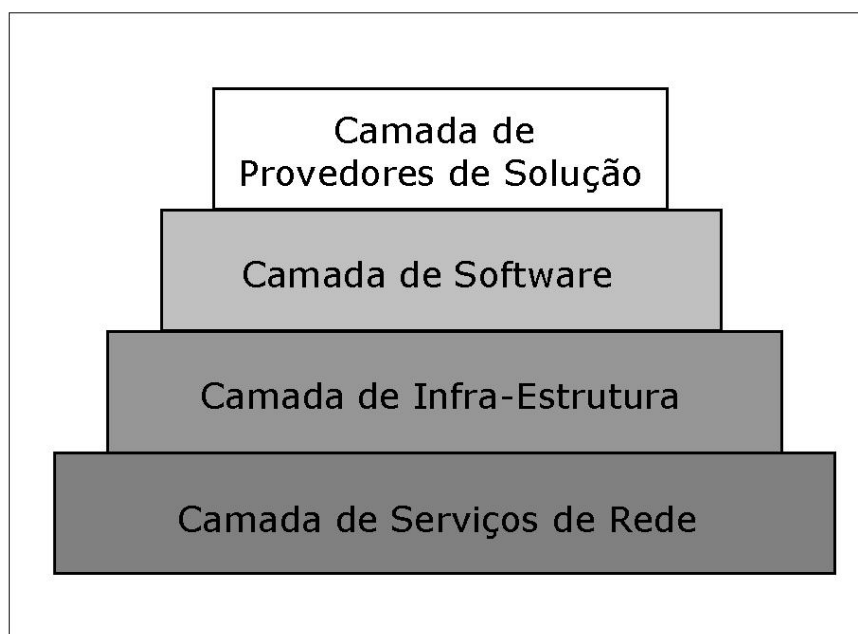 Camada de
Provedores de Solução
Camada de Software
Camada de Infra-Estrutura
Camada de Serviços de Rede